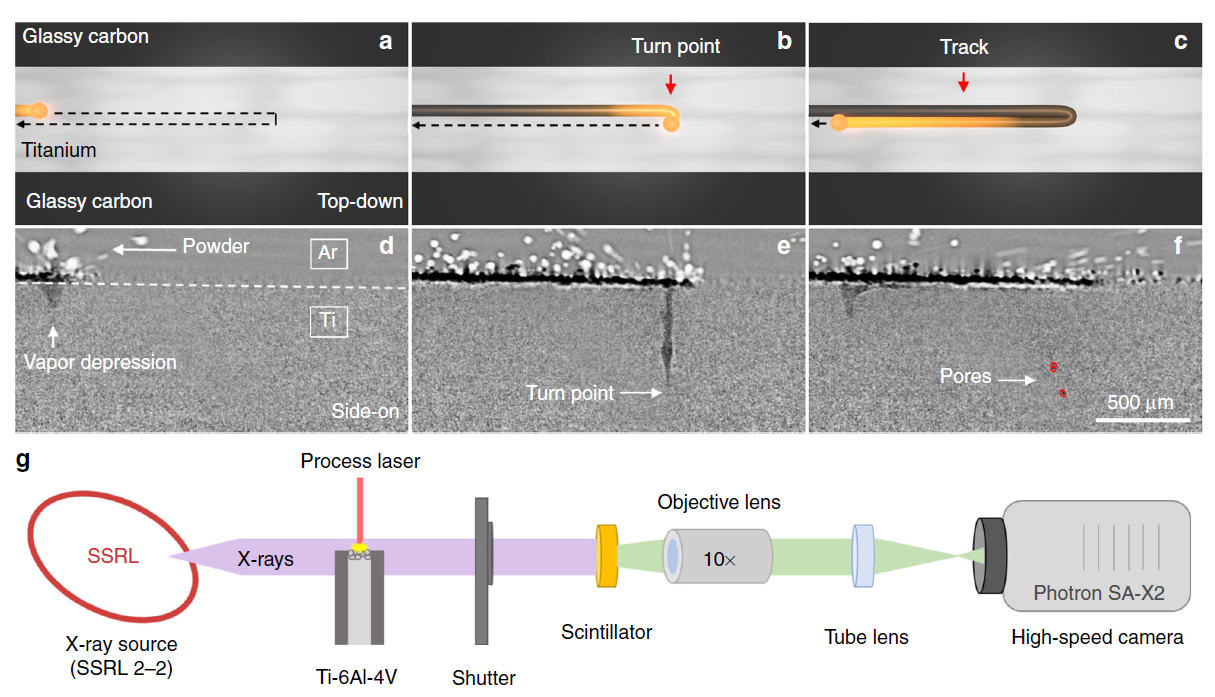 Glassy carbon
a
Titanium
Glassy carbon
Top-down
Turn point
b
Track
c
Powder
Ar
d
Ti
Vapor depression
Side-on
e
Turn point
f
Pores
500 μm
g
Process laser
SSRL
X-rays
Objective lens
10×
Photron SA-X2
X-ray source
(SSRL 2–2)
Ti-6Al-4V
Shutter
Scintillator
Tube lens
High-speed camera